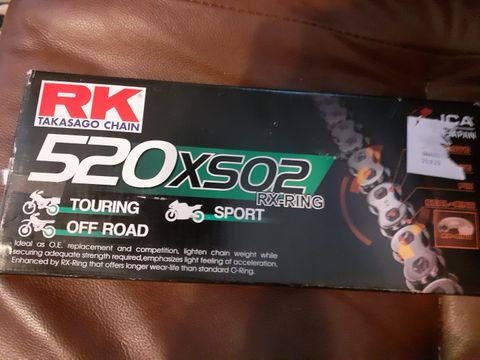 RK
TAKASAGO CHAIN
520XSO2
RX-RING
TOURING
SPORT
OFF ROAD
Ideal as O.E. replacement and competition, lighten chain weight while
securing adequate strength required,emphasizes light feeling of acceleration.
Enhanced by RX-Ring that offers longer wear-life than standard O-Ring.